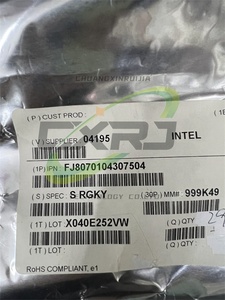 ( P ) CUST PROD:
( V ) SUPPLIER: 04195 INTEL
(1P) IPN FJ8070104307504
( S ) SPEC: S RGKY (30P) MM# 999K49
( 1T ) LOT X040E252VW ( Q ) QTY
( 1T ) LOT ( Q ) QTY
RoHS COMPLIANT, e1